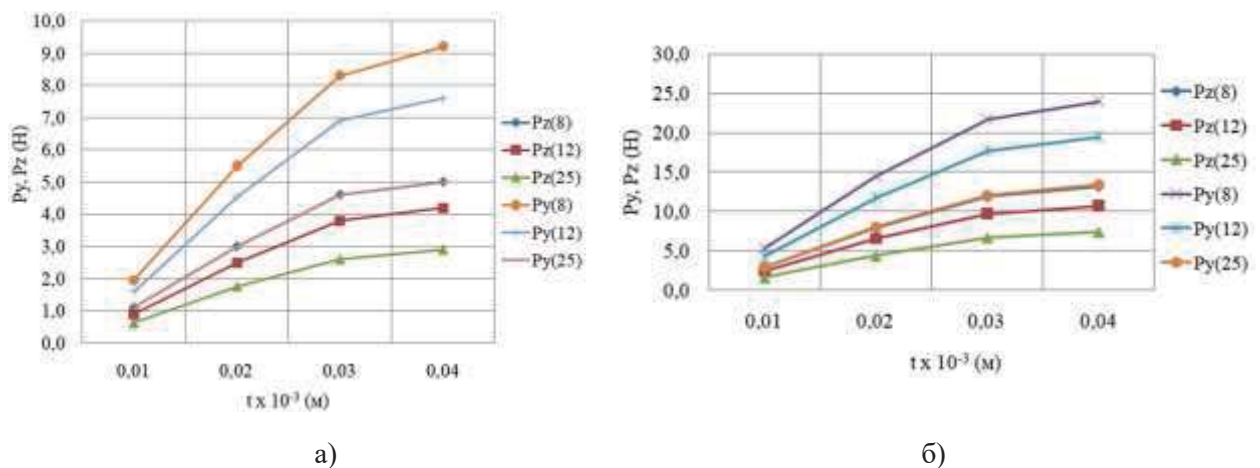 10,0
9,0
8,0
7,0
6,0
5,0
4,0
3,0
2,0
1,0
0,0
Py, Pz (H)
0,01 0,02 0,03 0,04
t x 10⁻³ (м)
Pz(8)
Pz(12)
Pz(25)
Py(8)
Py(12)
Py(25)
а)
30,0
25,0
20,0
15,0
10,0
5,0
0,0
Py, Pz (H)
0,01 0,02 0,03 0,04
t x 10⁻³ (м)
Pz(8)
Pz(12)
Pz(25)
Py(8)
Py(12)
Py(25)
б)